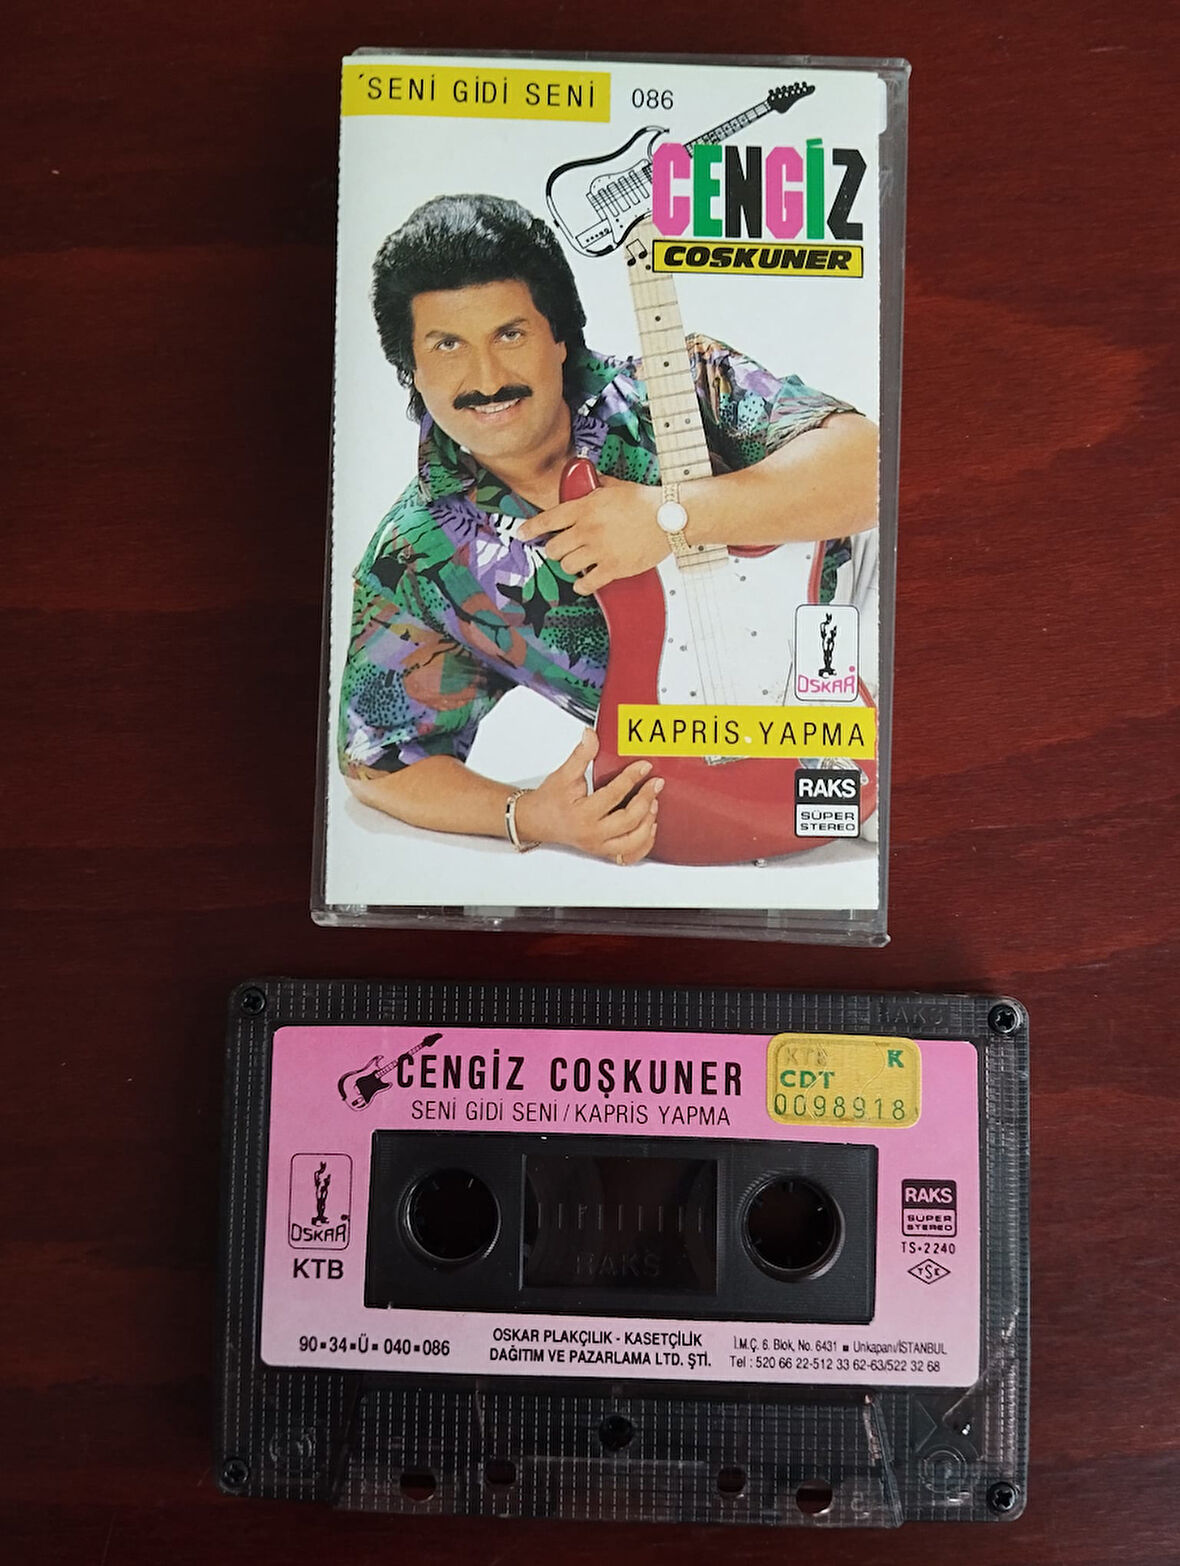 'SENİ GİDİ SENİ
086
CENGİZ
COŞKUNER
OSKAR
KAPRİS YAPMA
RAKS
SÜPER
STEREO
RAKS
CENGİZ COŞKUNER
SENİ GİDİ SENİ / KAPRİS YAPMA
KTB K
CDT
0098918
OSKAR
KTB
RAKS
RAKS
SÜPER
STEREO
TS•2240
TSE
90▪34▪Ü▪040▪086
OSKAR PLAKÇILIK - KASETÇİLİK
DAĞITIM VE PAZARLAMA LTD. ŞTİ.
İ.M.Ç. 6. Blok, No. 6431 ▪ Unkapanı/İSTANBUL
Tel : 520 66 22-512 33 62-63/522 32 68